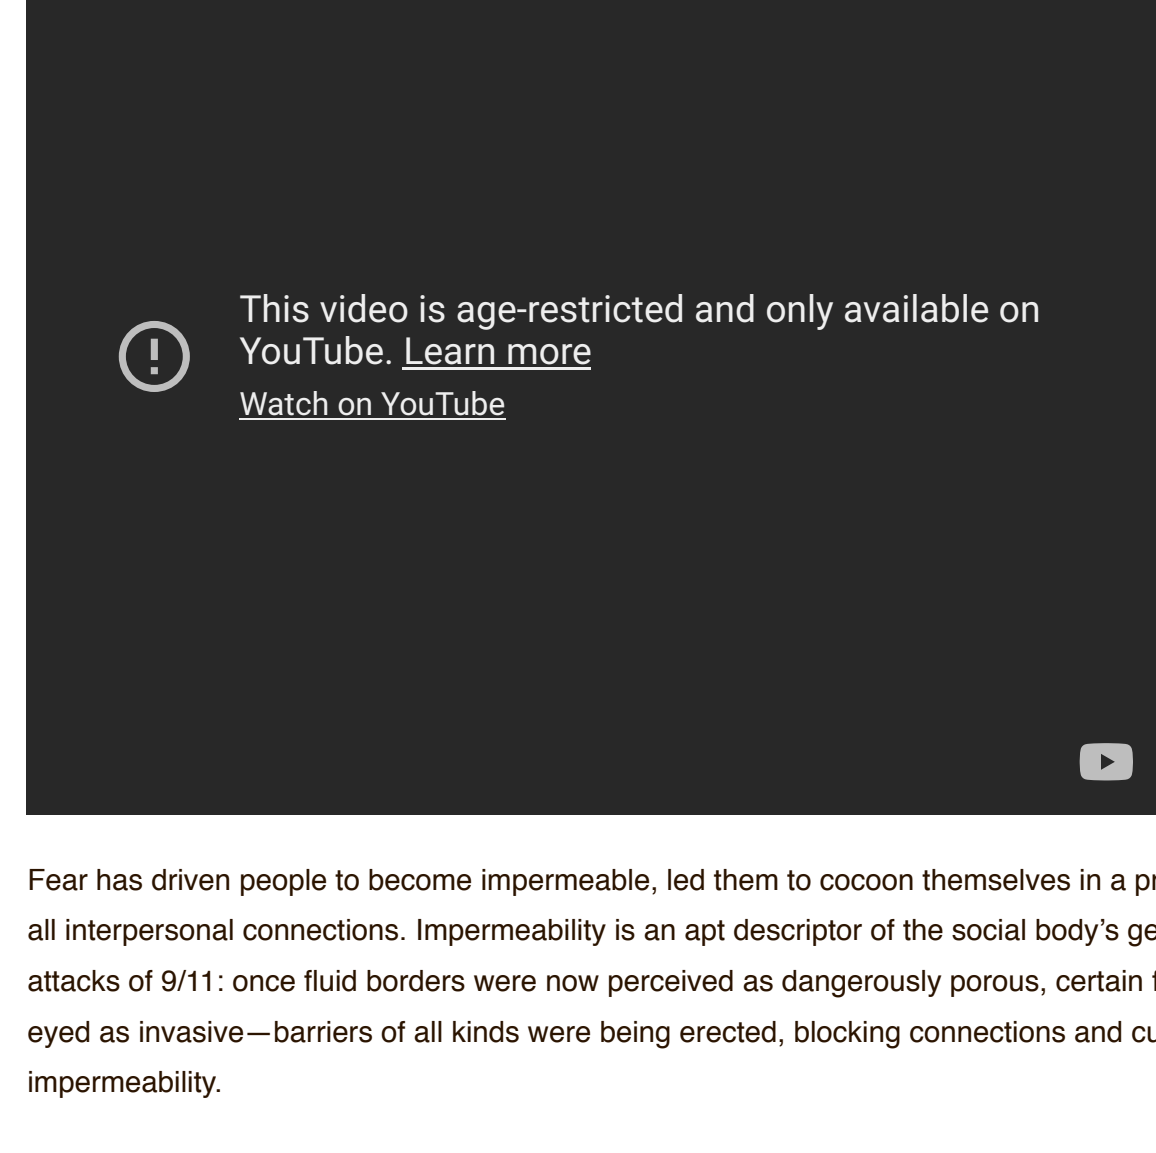 This video is age-restricted and only available on
YouTube. Learn more
Watch on YouTube
Fear has driven people to become impermeable, led them to cocoon themselves in a
all interpersonal connections. Impermeability is an apt descriptor of the social body’s
attacks of 9/11: once fluid borders were now perceived as dangerously porous, certain
eyed as invasive—barriers of all kinds were being erected, blocking connections and
impermeability.